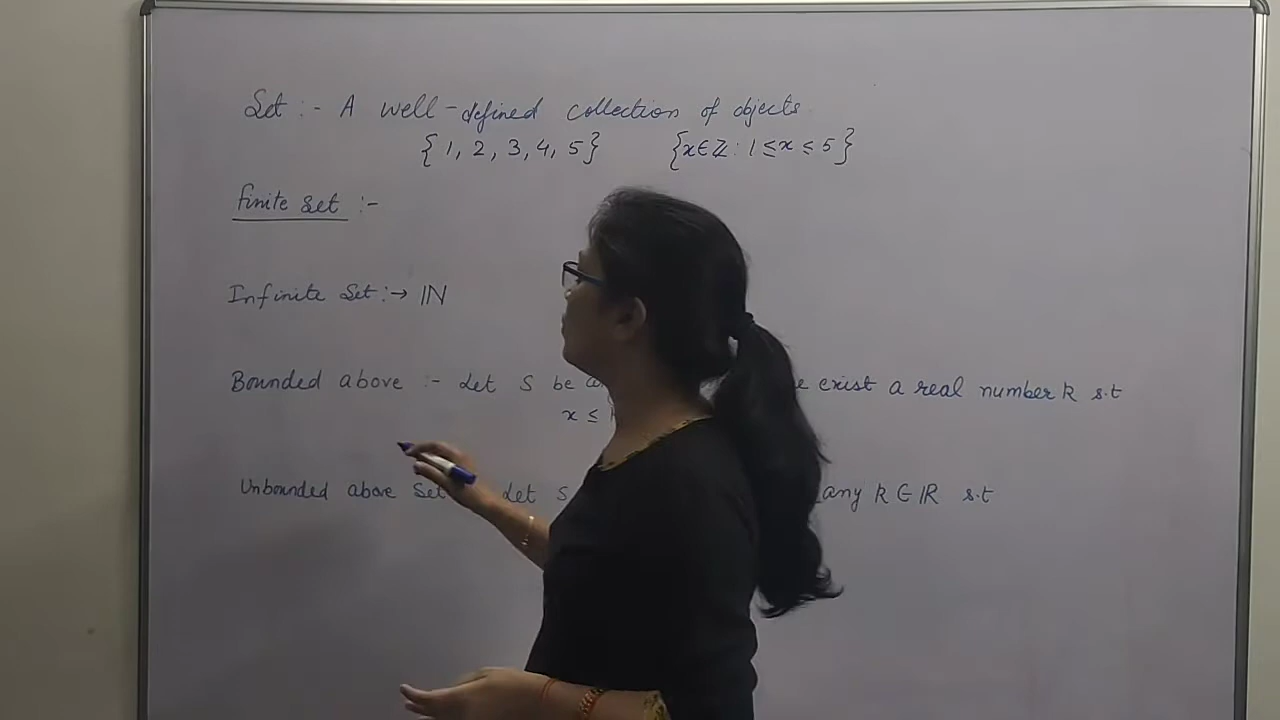 Set :- A well-defined collection of objects
{1, 2, 3, 4, 5} {x∈ℤ : 1 ≤ x ≤ 5}
Finite set :-
Infinite Set :→ ℕ
Bounded above :- Let S be exist a real number k s.t
x ≤
Unbounded above Set Let S any k ∈ ℝ s.t